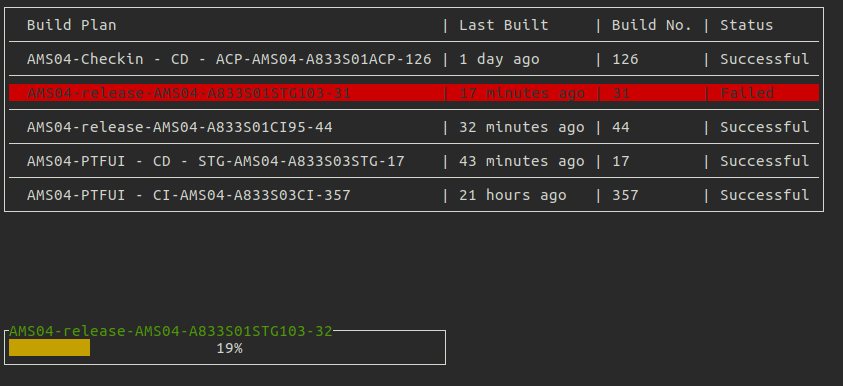 Build Plan | Last Built | Build No. | Status
AMS04-Checkin - CD - ACP-AMS04-A833S01ACP-126 | 1 day ago | 126 | Successful
AMS04-release-AMS04-A833S01STG103-31 | 17 minutes ago | 31 | Failed
AMS04-release-AMS04-A833S01CI95-44 | 32 minutes ago | 44 | Successful
AMS04-PTFUI - CD - STG-AMS04-A833S03STG-17 | 43 minutes ago | 17 | Successful
AMS04-PTFUI - CI-AMS04-A833S03CI-357 | 21 hours ago | 357 | Successful
AMS04-release-AMS04-A833S01STG103-32
19%